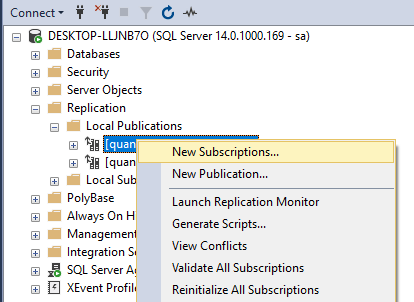 Connect
DESKTOP-LLJNB7O (SQL Server 14.0.1000.169 - sa)
Databases
Security
Server Objects
Replication
Local Publications
[quan
New Subscriptions...
[quan
New Publication...
Local Sub
PolyBase
Launch Replication Monitor
Always On H
Generate Scripts...
Management
View Conflicts
Integration S
Validate All Subscriptions
SQL Server Ag
XEvent Profile
Reinitialize All Subscriptions